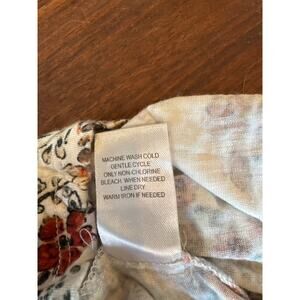 MACHINE WASH COLD
GENTLE CYCLE
ONLY NON-CHLORINE
BLEACH. WHEN NEEDED
LINE DRY
WARM IRON IF NEEDED